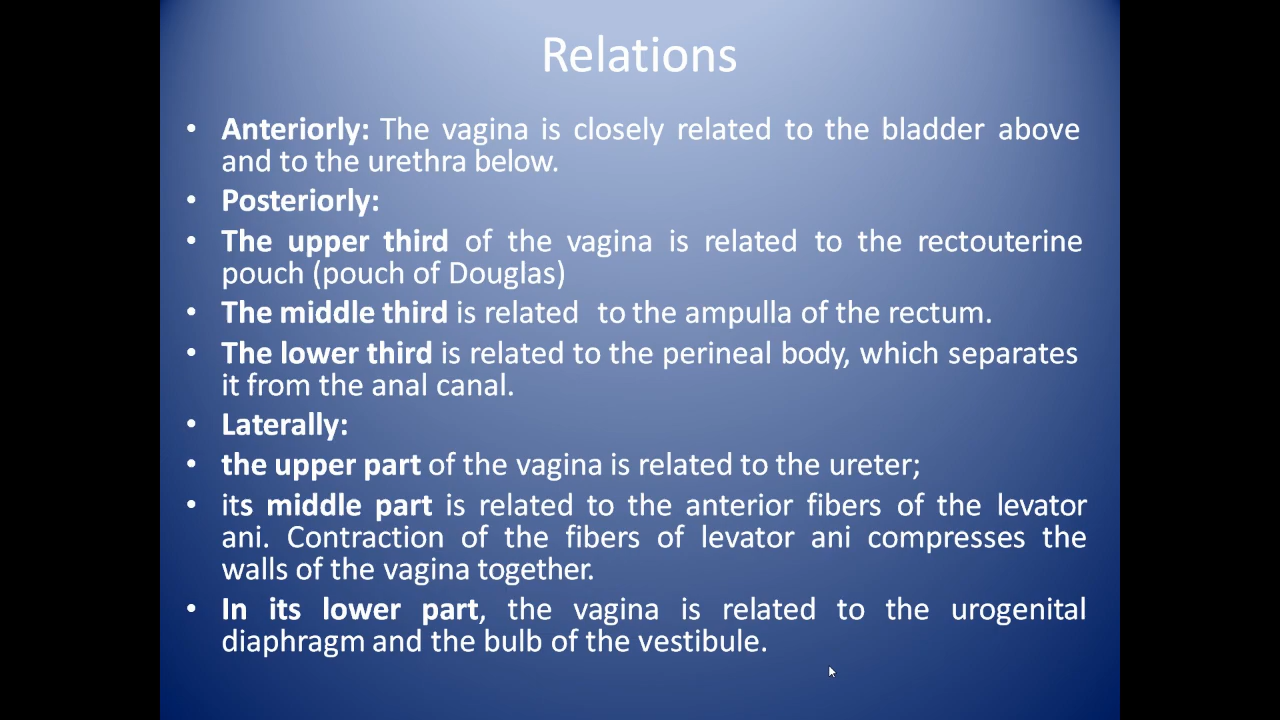 Relations
• Anteriorly: The vagina is closely related to the bladder above
and to the urethra below.
• Posteriorly:
• The upper third of the vagina is related to the rectouterine
pouch (pouch of Douglas)
• The middle third is related to the ampulla of the rectum.
• The lower third is related to the perineal body, which separates
it from the anal canal.
• Laterally:
• the upper part of the vagina is related to the ureter;
• its middle part is related to the anterior fibers of the levator
ani. Contraction of the fibers of levator ani compresses the
walls of the vagina together.
• In its lower part, the vagina is related to the urogenital
diaphragm and the bulb of the vestibule.